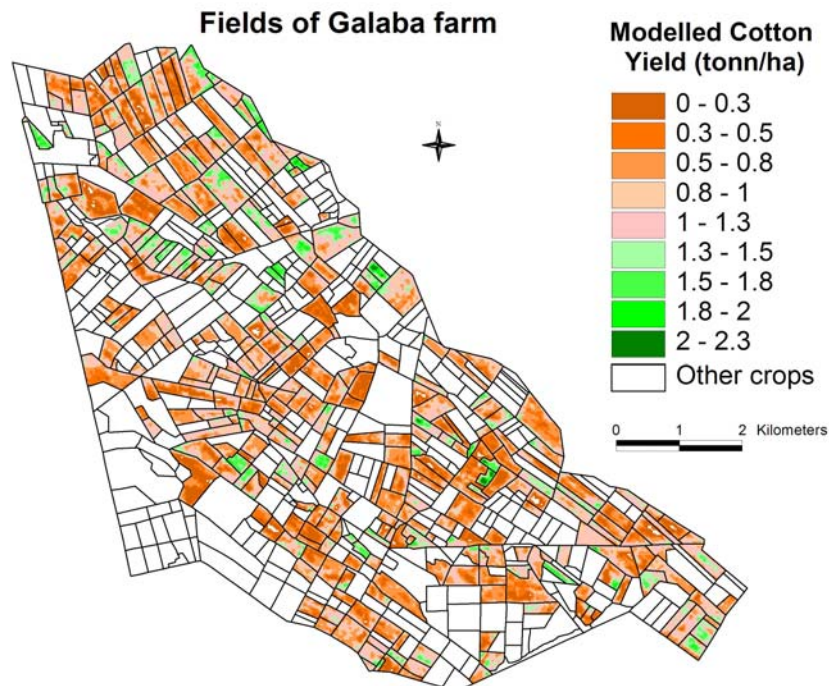 Fields of Galaba farm
Modelled Cotton
Yield (tonn/ha)
0 - 0.3
0.3 - 0.5
0.5 - 0.8
0.8 - 1
1 - 1.3
1.3 - 1.5
1.5 - 1.8
1.8 - 2
2 - 2.3
Other crops
N
0 1 2 Kilometers